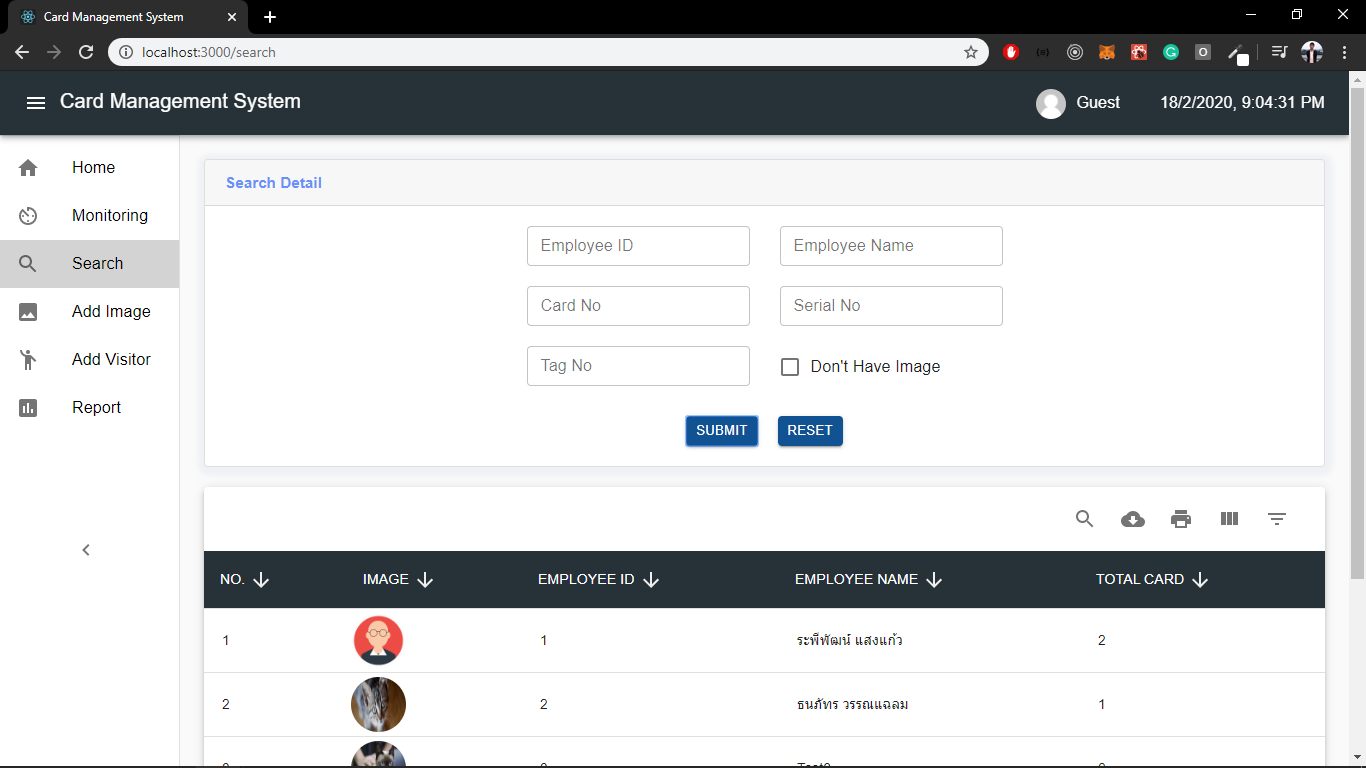 Card Management System
localhost:3000/search
Card Management System
Guest
18/2/2020, 9:04:31 PM
Home
Monitoring
Search
Add Image
Add Visitor
Report
Search Detail
Employee ID
Employee Name
Card No
Serial No
Tag No
Don't Have Image
SUBMIT
RESET
NO.
IMAGE
EMPLOYEE ID
EMPLOYEE NAME
TOTAL CARD
1
1
ระพีพัฒน์ แสงแก้ว
2
2
2
ธนภัทร วรรณแฉลม
1